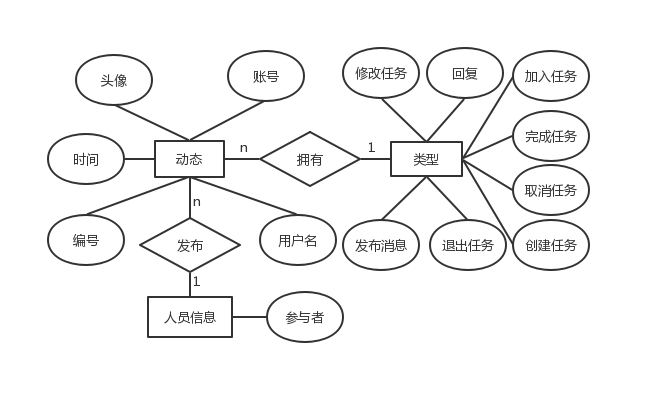 头像
账号
修改任务
回复
加入任务
时间
动态
n
拥有
1
类型
完成任务
取消任务
n
编号
发布
用户名
发布消息
退出任务
创建任务
1
人员信息
参与者